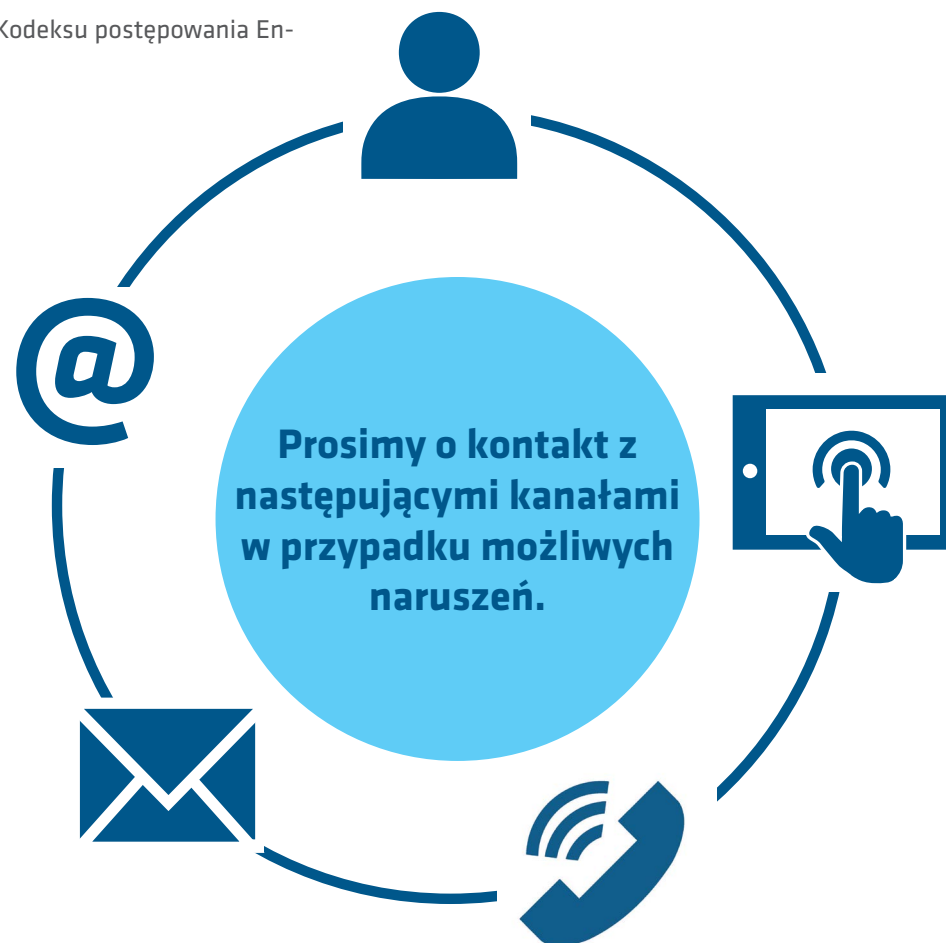 Kodeksu postępowania En-
@
Prosimy o kontakt z
następującymi kanałami
w przypadku możliwych
naruszeń.